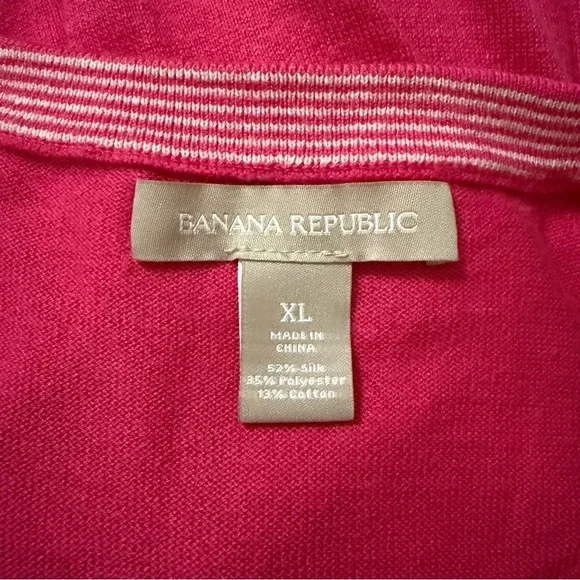 BANANA REPUBLIC
XL
MADE IN
CHINA
52% Silk
35% Polyester
13% Cotton